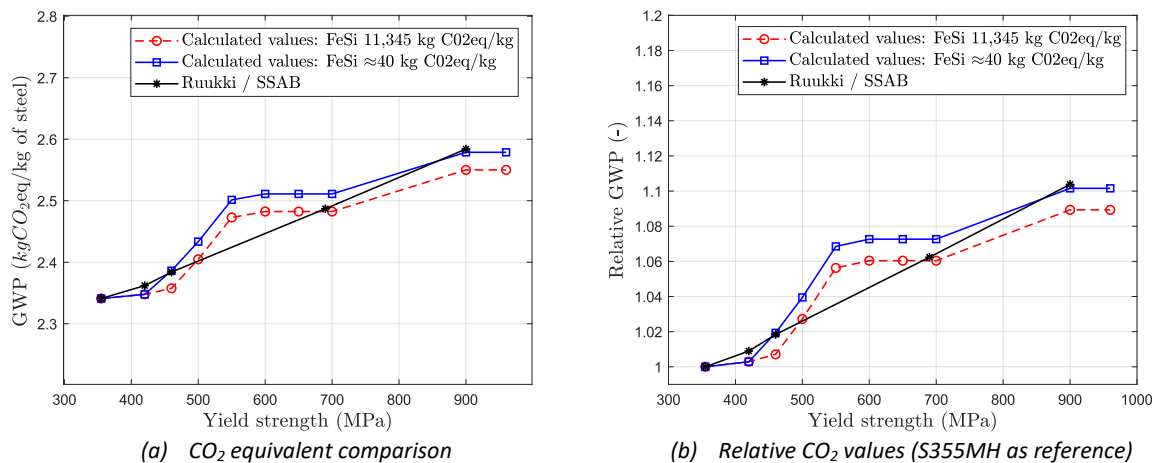 2.8
2.7
2.6
2.5
2.4
2.3
300 400 500 600 700 800 900
GWP (kgCO₂eq/kg of steel)
Yield strength (MPa)
Calculated values: FeSi 11,345 kg C02eq/kg
Calculated values: FeSi ≈40 kg C02eq/kg
Ruukki / SSAB
(a) CO₂ equivalent comparison
1.2
1.18
1.16
1.14
1.12
1.1
1.08
1.06
1.04
1.02
1
300 400 500 600 700 800 900 1000
Relative GWP (-)
Yield strength (MPa)
Calculated values: FeSi 11,345 kg C02eq/kg
Calculated values: FeSi ≈40 kg C02eq/kg
Ruukki / SSAB
(b) Relative CO₂ values (S355MH as reference)